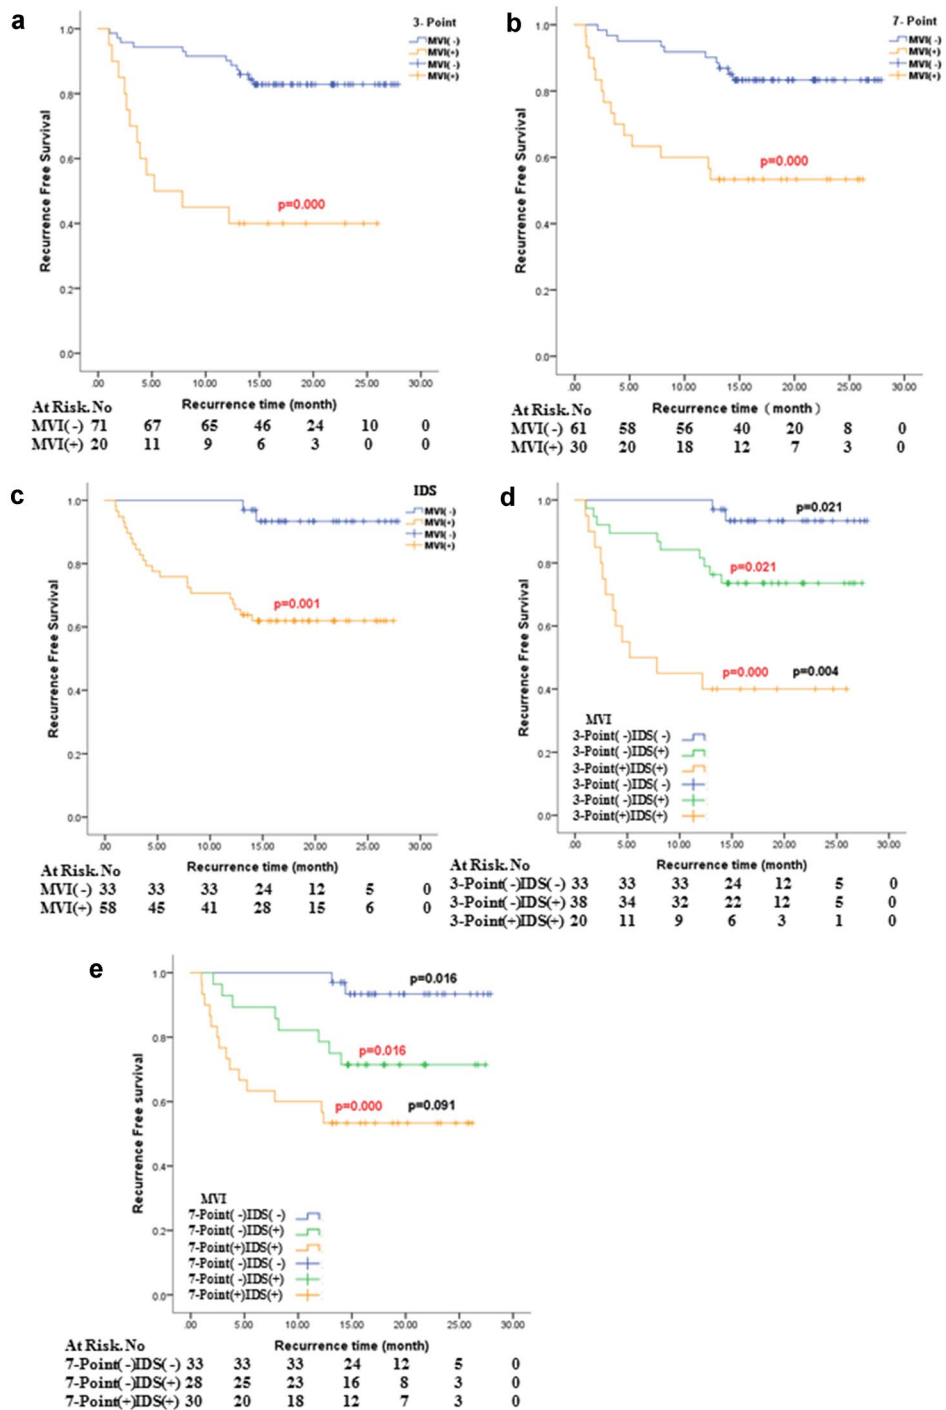 a
3- Point
MVI( -)
MVI(+)
MVI( -)
MVI(+)
Recurrence Free Survival
1.0
0.8
0.6
0.4
0.2
0.0
p=0.000
.00 5.00 10.00 15.00 20.00 25.00 30.00
Recurrence time (month)
At Risk.No
MVI(-) 71 67 65 46 24 10 0
MVI(+) 20 11 9 6 3 0 0
b
7- Point
MVI( -)
MVI(+)
MVI( -)
MVI(+)
Recurrence Free Survival
1.0
0.8
0.6
0.4
0.2
0.0
p=0.000
.00 5.00 10.00 15.00 20.00 25.00 30.00
Recurrence time ( month )
At Risk.No
MVI(-) 61 58 56 40 20 8 0
MVI(+) 30 20 18 12 7 3 0
c
IDS
MVI( -)
MVI(+)
MVI( -)
MVI(+)
Recurrence Free Survival
1.0
0.8
0.6
0.4
0.2
0.0
p=0.001
.00 5.00 10.00 15.00 20.00 25.00 30.00
Recurrence time (month)
At Risk.No
MVI(-) 33 33 33 24 12 5 0
MVI(+) 58 45 41 28 15 6 0
d
Recurrence Free Survival
1.0
0.8
0.6
0.4
0.2
0.0
p=0.021
p=0.021
p=0.000 p=0.004
MVI
3-Point( -)IDS( -)
3-Point( -)IDS(+)
3-Point(+)IDS(+)
3-Point( -)IDS( -)
3-Point( -)IDS(+)
3-Point(+)IDS(+)
.00 5.00 10.00 15.00 20.00 25.00 30.00
Recurrence time (month)
At Risk.No
3-Point(-)IDS(-) 33 33 33 24 12 5 0
3-Point(-)IDS(+) 38 34 32 22 12 5 0
3-Point(+)IDS(+) 20 11 9 6 3 1 0
e
Recurrence Free survival
1.0
0.8
0.6
0.4
0.2
0.0
p=0.016
p=0.016
p=0.000 p=0.091
MVI
7-Point( -)IDS( -)
7-Point( -)IDS(+)
7-Point(+)IDS(+)
7-Point( -)IDS( -)
7-Point( -)IDS(+)
7-Point(+)IDS(+)
.00 5.00 10.00 15.00 20.00 25.00 30.00
Recurrence time (month)
At Risk.No
7-Point(-)IDS(-) 33 33 33 24 12 5 0
7-Point(-)IDS(+) 28 25 23 16 8 3 0
7-Point(+)IDS(+) 30 20 18 12 7 3 0